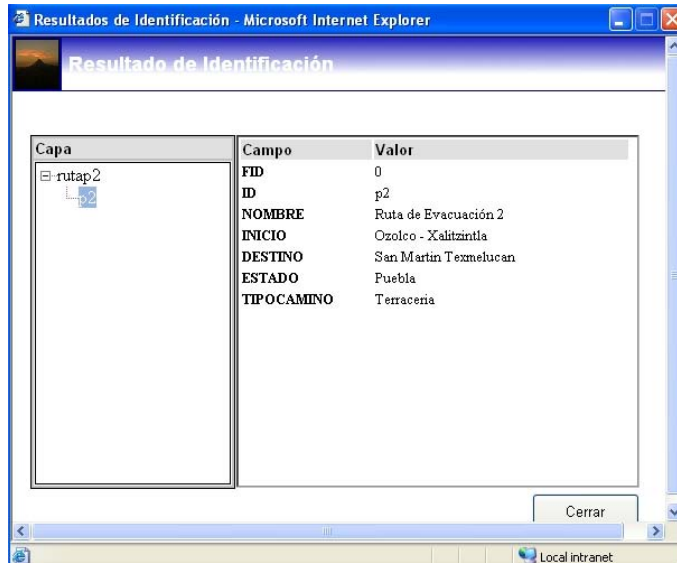 Resultados de Identificación - Microsoft Internet Explorer
Resultado de Identificación
Capa
rutap2
p2
Campo Valor
FID 0
ID p2
NOMBRE Ruta de Evacuación 2
INICIO Ozolco - Xalitzintla
DESTINO San Martin Texmelucan
ESTADO Puebla
TIPOCAMINO Terraceria
Cerrar
Local intranet